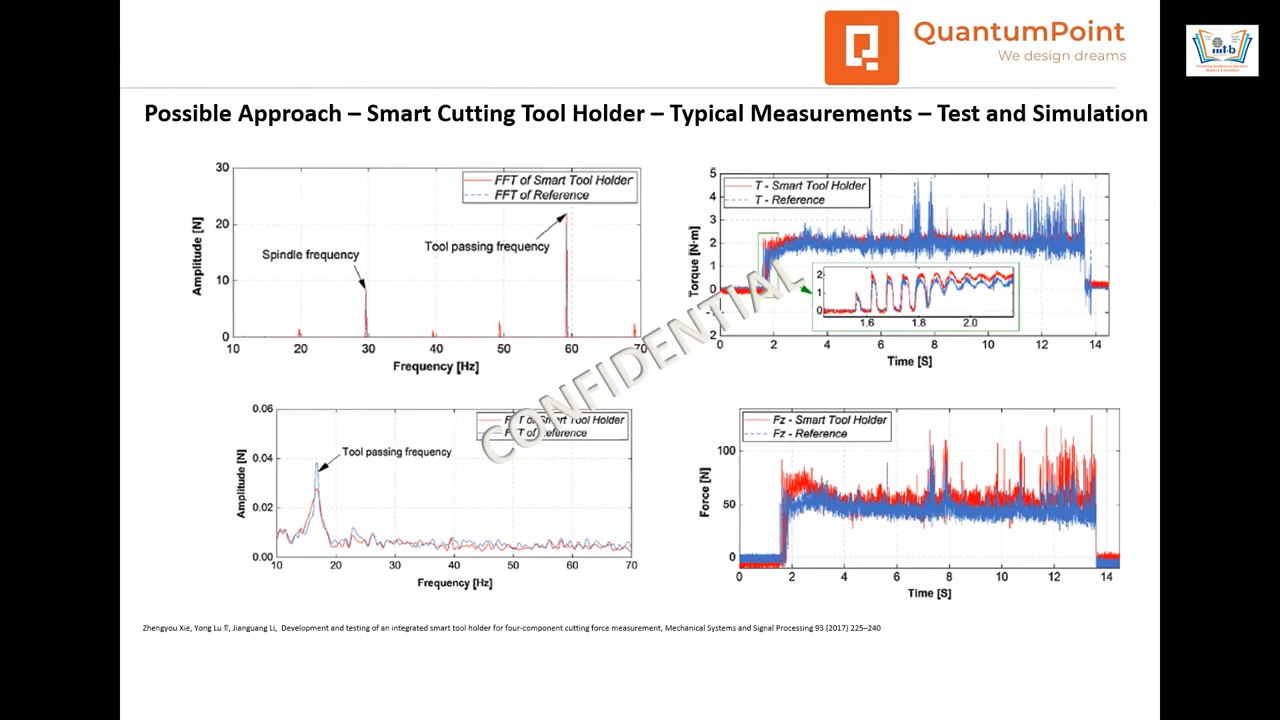 QuantumPoint
We design dreams
mtb
Possible Approach – Smart Cutting Tool Holder – Typical Measurements – Test and Simulation
30
20
10
0
Amplitude [N]
FFT of Smart Tool Holder
FFT of Reference
Spindle frequency
Tool passing frequency
10 20 30 40 50 60 70
Frequency [Hz]
5
4
3
2
1
0
2
Torque [N·m]
T - Smart Tool Holder
T - Reference
2
1
0
1.6 1.8 2.0
0 2 4 6 8 10 12 14
Time [S]
CONFIDENTIAL
0.06
0.04
0.02
0.00
Amplitude [N]
FFT of Smart Tool Holder
FFT of Reference
Tool passing frequency
10 20 30 40 50 60 70
Frequency [Hz]
100
50
0
Force [N]
Fz - Smart Tool Holder
Fz - Reference
0 2 4 6 8 10 12 14
Time [S]
Zhengyou Xie, Yong Lu ⇑, Jianguang Li, Development and testing of an integrated smart tool holder for four-component cutting force measurement, Mechanical Systems and Signal Processing 93 (2017) 225–240